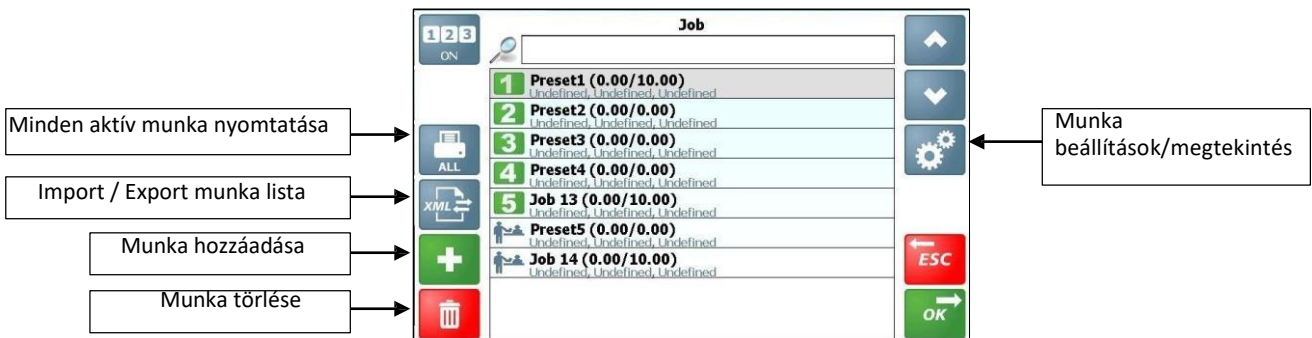 Job
1 2 3
ON
1 Preset1 (0.00/10.00)
Undefined, Undefined, Undefined
2 Preset2 (0.00/0.00)
Undefined, Undefined, Undefined
3 Preset3 (0.00/0.00)
Undefined, Undefined, Undefined
4 Preset4 (0.00/0.00)
Undefined, Undefined, Undefined
5 Job 13 (0.00/10.00)
Undefined, Undefined, Undefined
Preset5 (0.00/0.00)
Undefined, Undefined, Undefined
Job 14 (0.00/10.00)
Undefined, Undefined, Undefined
Minden aktív munka nyomtatása
ALL
Import / Export munka lista
XML
Munka hozzáadása
Munka törlése
Munka
beállítások/megtekintés
ESC
OK